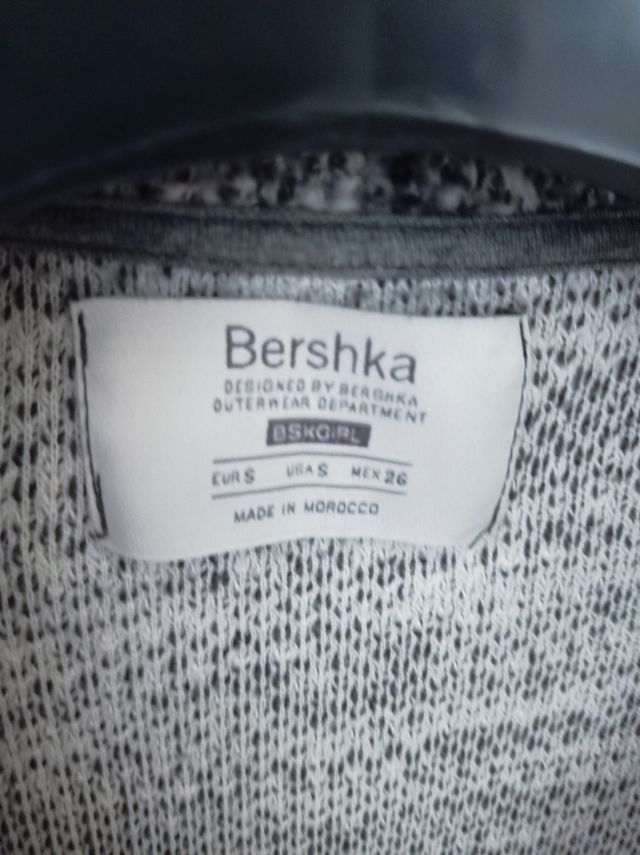 Bershka
DESIGNED BY BERSHKA
OUTERWEAR DEPARTMENT
BSKGIRL
EUR S USA S MEX 26
MADE IN MOROCCO